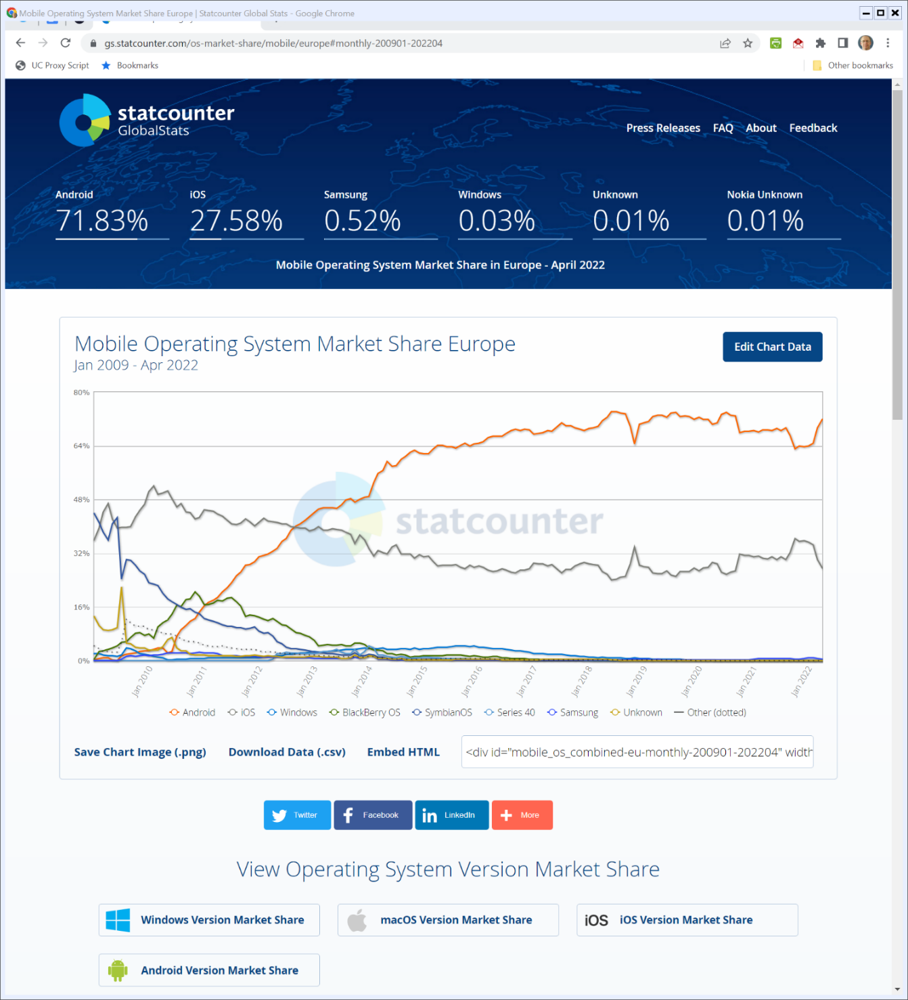 Mobile Operating System Market Share Europe | Statcounter Global Stats - Google Chrome
gs.statcounter.com/os-market-share/mobile/europe#monthly-200901-202204
UC Proxy Script Bookmarks Other bookmarks
statcounter
GlobalStats
Press Releases FAQ About Feedback
Android iOS Samsung Windows Unknown Nokia Unknown
71.83% 27.58% 0.52% 0.03% 0.01% 0.01%
Mobile Operating System Market Share in Europe - April 2022
Mobile Operating System Market Share Europe
Jan 2009 - Apr 2022
Edit Chart Data
80%
64%
48%
statcounter
32%
16%
0%
Jan 2010 Jan 2011 Jan 2012 Jan 2013 Jan 2014 Jan 2015 Jan 2016 Jan 2017 Jan 2018 Jan 2019 Jan 2020 Jan 2021 Jan 2022
Android iOS Windows BlackBerry OS SymbianOS Series 40 Samsung Unknown Other (dotted)
Save Chart Image (.png) Download Data (.csv) Embed HTML <div id="mobile_os_combined-eu-monthly-200901-202204" width
Twitter Facebook LinkedIn More
View Operating System Version Market Share
Windows Version Market Share macOS Version Market Share iOS iOS Version Market Share
Android Version Market Share